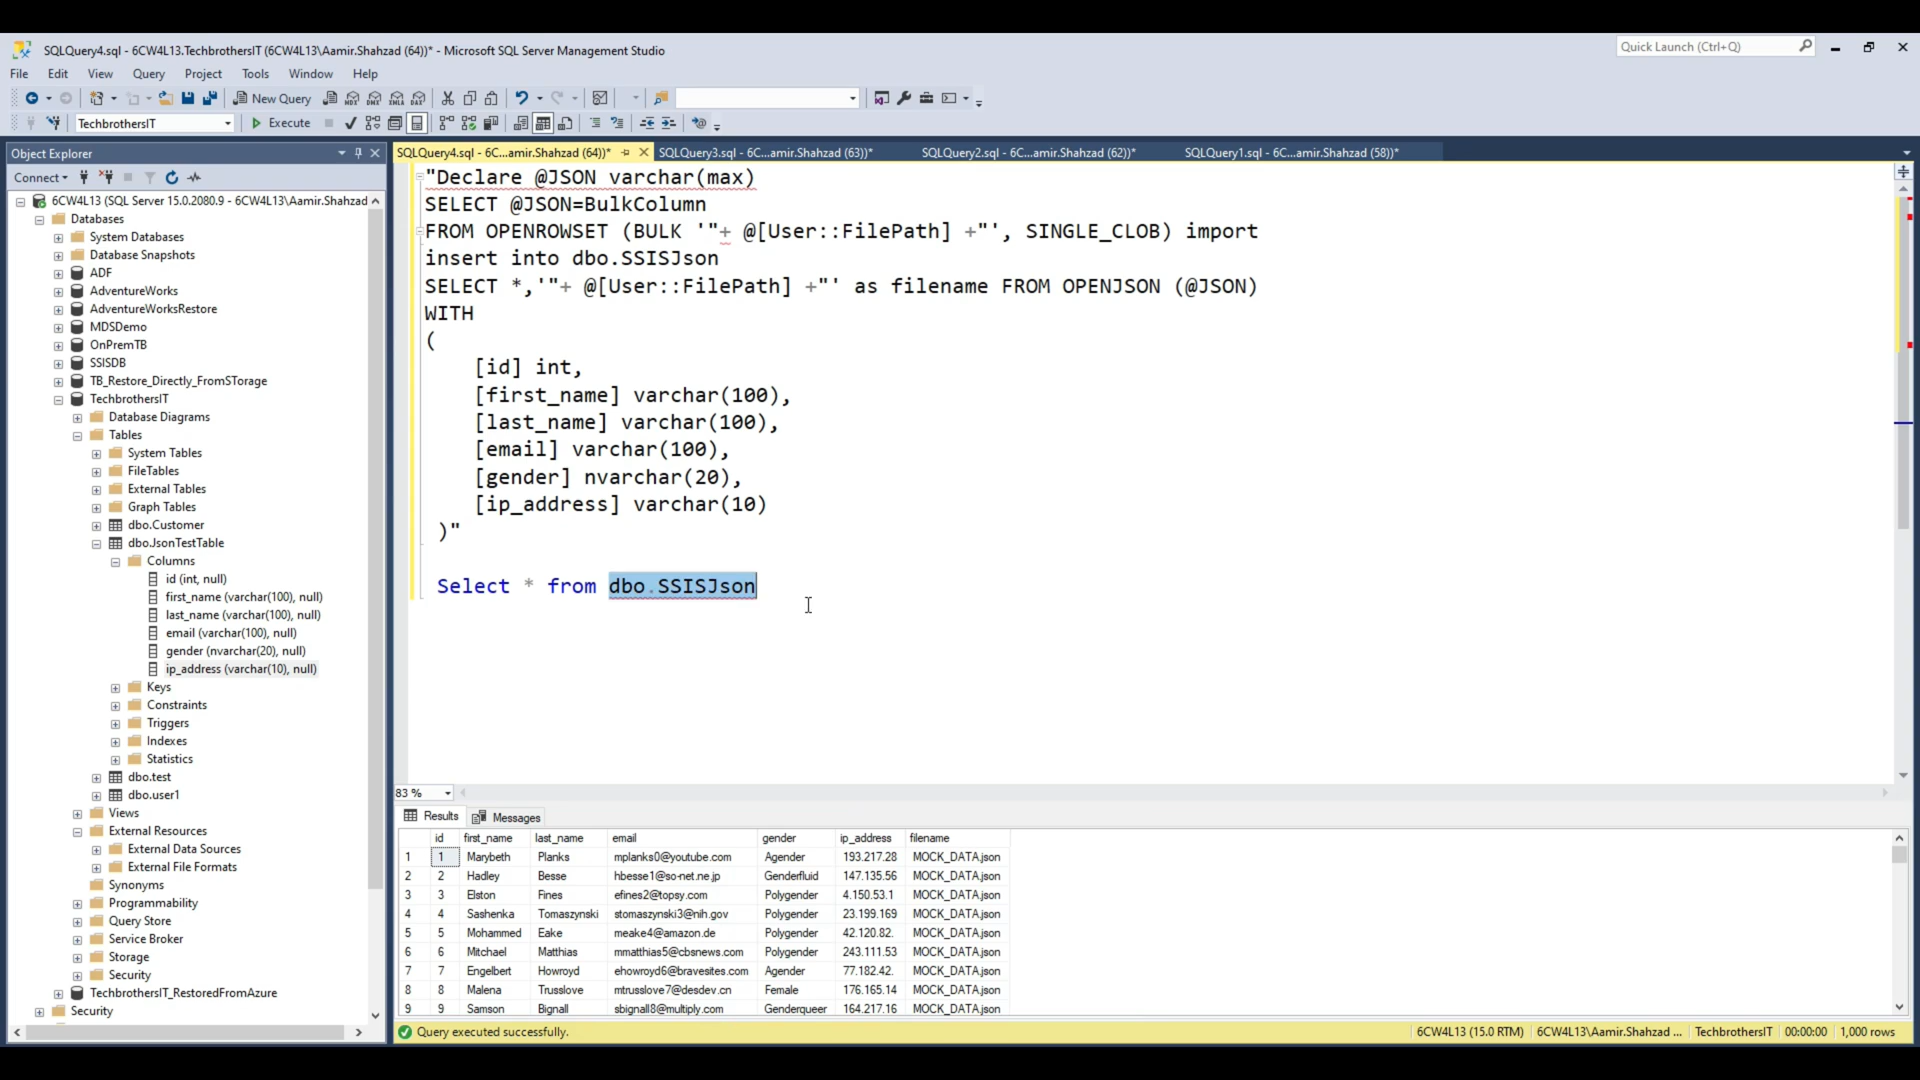 SQLQuery4.sql - 6CW4L13.TechbrothersIT (6CW4L13\Aamir.Shahzad (64))* - Microsoft SQL Server Management Studio
Quick Launch (Ctrl+Q)
File Edit View Query Project Tools Window Help
New Query
TechbrothersIT
Execute
Object Explorer
SQLQuery4.sql - 6C...amir.Shahzad (64))*
SQLQuery3.sql - 6C...amir.Shahzad (63))*
SQLQuery2.sql - 6C...amir.Shahzad (62))*
SQLQuery1.sql - 6C...amir.Shahzad (58))*
Connect
6CW4L13 (SQL Server 15.0.2080.9 - 6CW4L13\Aamir.Shahzad
Databases
System Databases
Database Snapshots
ADF
AdventureWorks
AdventureWorksRestore
MDSDemo
OnPremTB
SSISDB
TB_Restore_Directly_FromSTorage
TechbrothersIT
Database Diagrams
Tables
System Tables
FileTables
External Tables
Graph Tables
dbo.Customer
dbo.JsonTestTable
Columns
id (int, null)
first_name (varchar(100), null)
last_name (varchar(100), null)
email (varchar(100), null)
gender (nvarchar(20), null)
ip_address (varchar(10), null)
Keys
Constraints
Triggers
Indexes
Statistics
dbo.test
dbo.user1
Views
External Resources
External Data Sources
External File Formats
Synonyms
Programmability
Query Store
Service Broker
Storage
Security
TechbrothersIT_RestoredFromAzure
Security
"Declare @JSON varchar(max)
SELECT @JSON=BulkColumn
FROM OPENROWSET (BULK '"+ @[User::FilePath] +"', SINGLE_CLOB) import
insert into dbo.SSISJson
SELECT *,'"+ @[User::FilePath] +"' as filename FROM OPENJSON (@JSON)
WITH
(
[id] int,
[first_name] varchar(100),
[last_name] varchar(100),
[email] varchar(100),
[gender] nvarchar(20),
[ip_address] varchar(10)
)"
Select * from dbo.SSISJson
83 %
Results Messages
id first_name last_name email gender ip_address filename
1 1 Marybeth Planks mplanks0@youtube.com Agender 193.217.28 MOCK_DATA.json
2 2 Hadley Besse hbesse1@so-net.ne.jp Genderfluid 147.135.56 MOCK_DATA.json
3 3 Elston Fines efines2@topsy.com Polygender 4.150.53.1 MOCK_DATA.json
4 4 Sashenka Tomaszynski stomaszynski3@nih.gov Polygender 23.199.169 MOCK_DATA.json
5 5 Mohammed Eake meake4@amazon.de Polygender 42.120.82. MOCK_DATA.json
6 6 Mitchael Matthias mmatthias5@cbsnews.com Polygender 243.111.53 MOCK_DATA.json
7 7 Engelbert Howroyd ehowroyd6@bravesites.com Agender 77.182.42. MOCK_DATA.json
8 8 Malena Trusslove mtrusslove7@desdev.cn Female 176.165.14 MOCK_DATA.json
9 9 Samson Bignall sbignall8@multiply.com Genderqueer 164.217.16 MOCK_DATA.json
Query executed successfully.
6CW4L13 (15.0 RTM) 6CW4L13\Aamir.Shahzad ... TechbrothersIT 00:00:00 1,000 rows